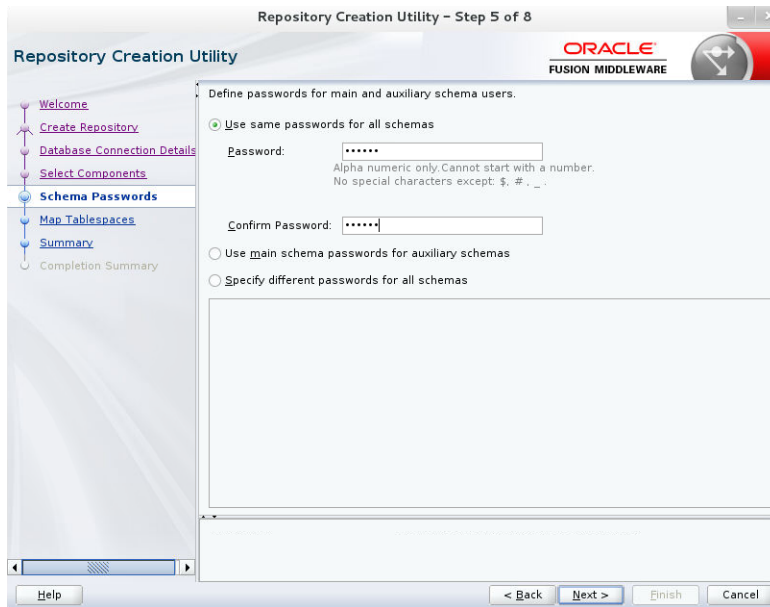 Repository Creation Utility – Step 5 of 8
Repository Creation Utility
ORACLE
FUSION MIDDLEWARE
Welcome
Create Repository
Database Connection Details
Select Components
Schema Passwords
Map Tablespaces
Summary
Completion Summary
Define passwords for main and auxiliary schema users.
Use same passwords for all schemas
Password: ••••••
Alpha numeric only.Cannot start with a number.
No special characters except: $, # , _ .
Confirm Password: ••••••
Use main schema passwords for auxiliary schemas
Specify different passwords for all schemas
Help
< Back
Next >
Finish
Cancel